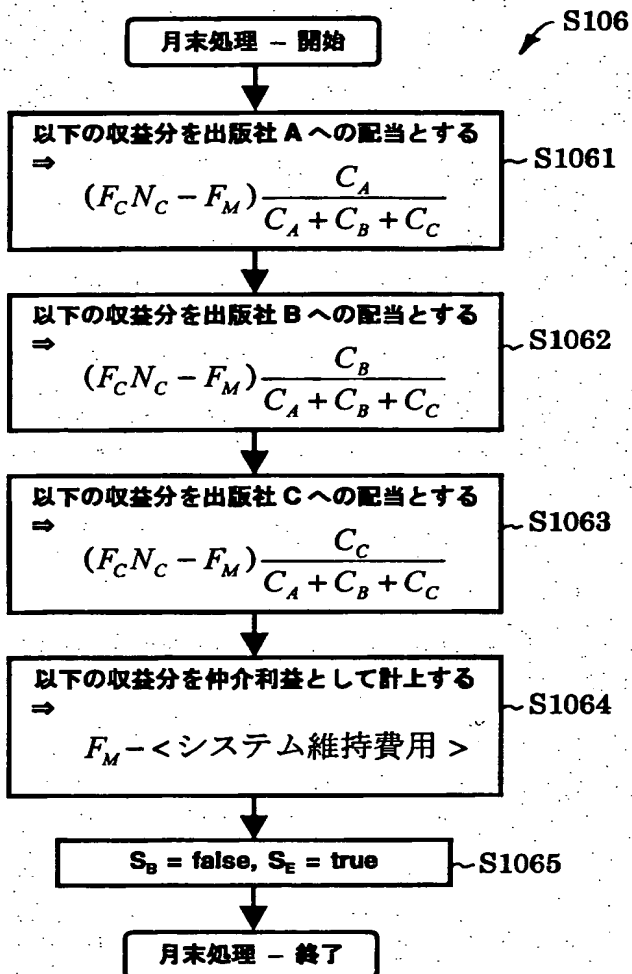 S106
月末処理 – 開始
以下の収益分を出版社 A への配当とする
⇒
(F_C N_C − F_M) C_A / (C_A + C_B + C_C)
S1061
以下の収益分を出版社 B への配当とする
⇒
(F_C N_C − F_M) C_B / (C_A + C_B + C_C)
S1062
以下の収益分を出版社 C への配当とする
⇒
(F_C N_C − F_M) C_C / (C_A + C_B + C_C)
S1063
以下の収益分を仲介利益として計上する
⇒
F_M − < システム維持費用 >
S1064
S_B = false, S_E = true
S1065
月末処理 – 終了